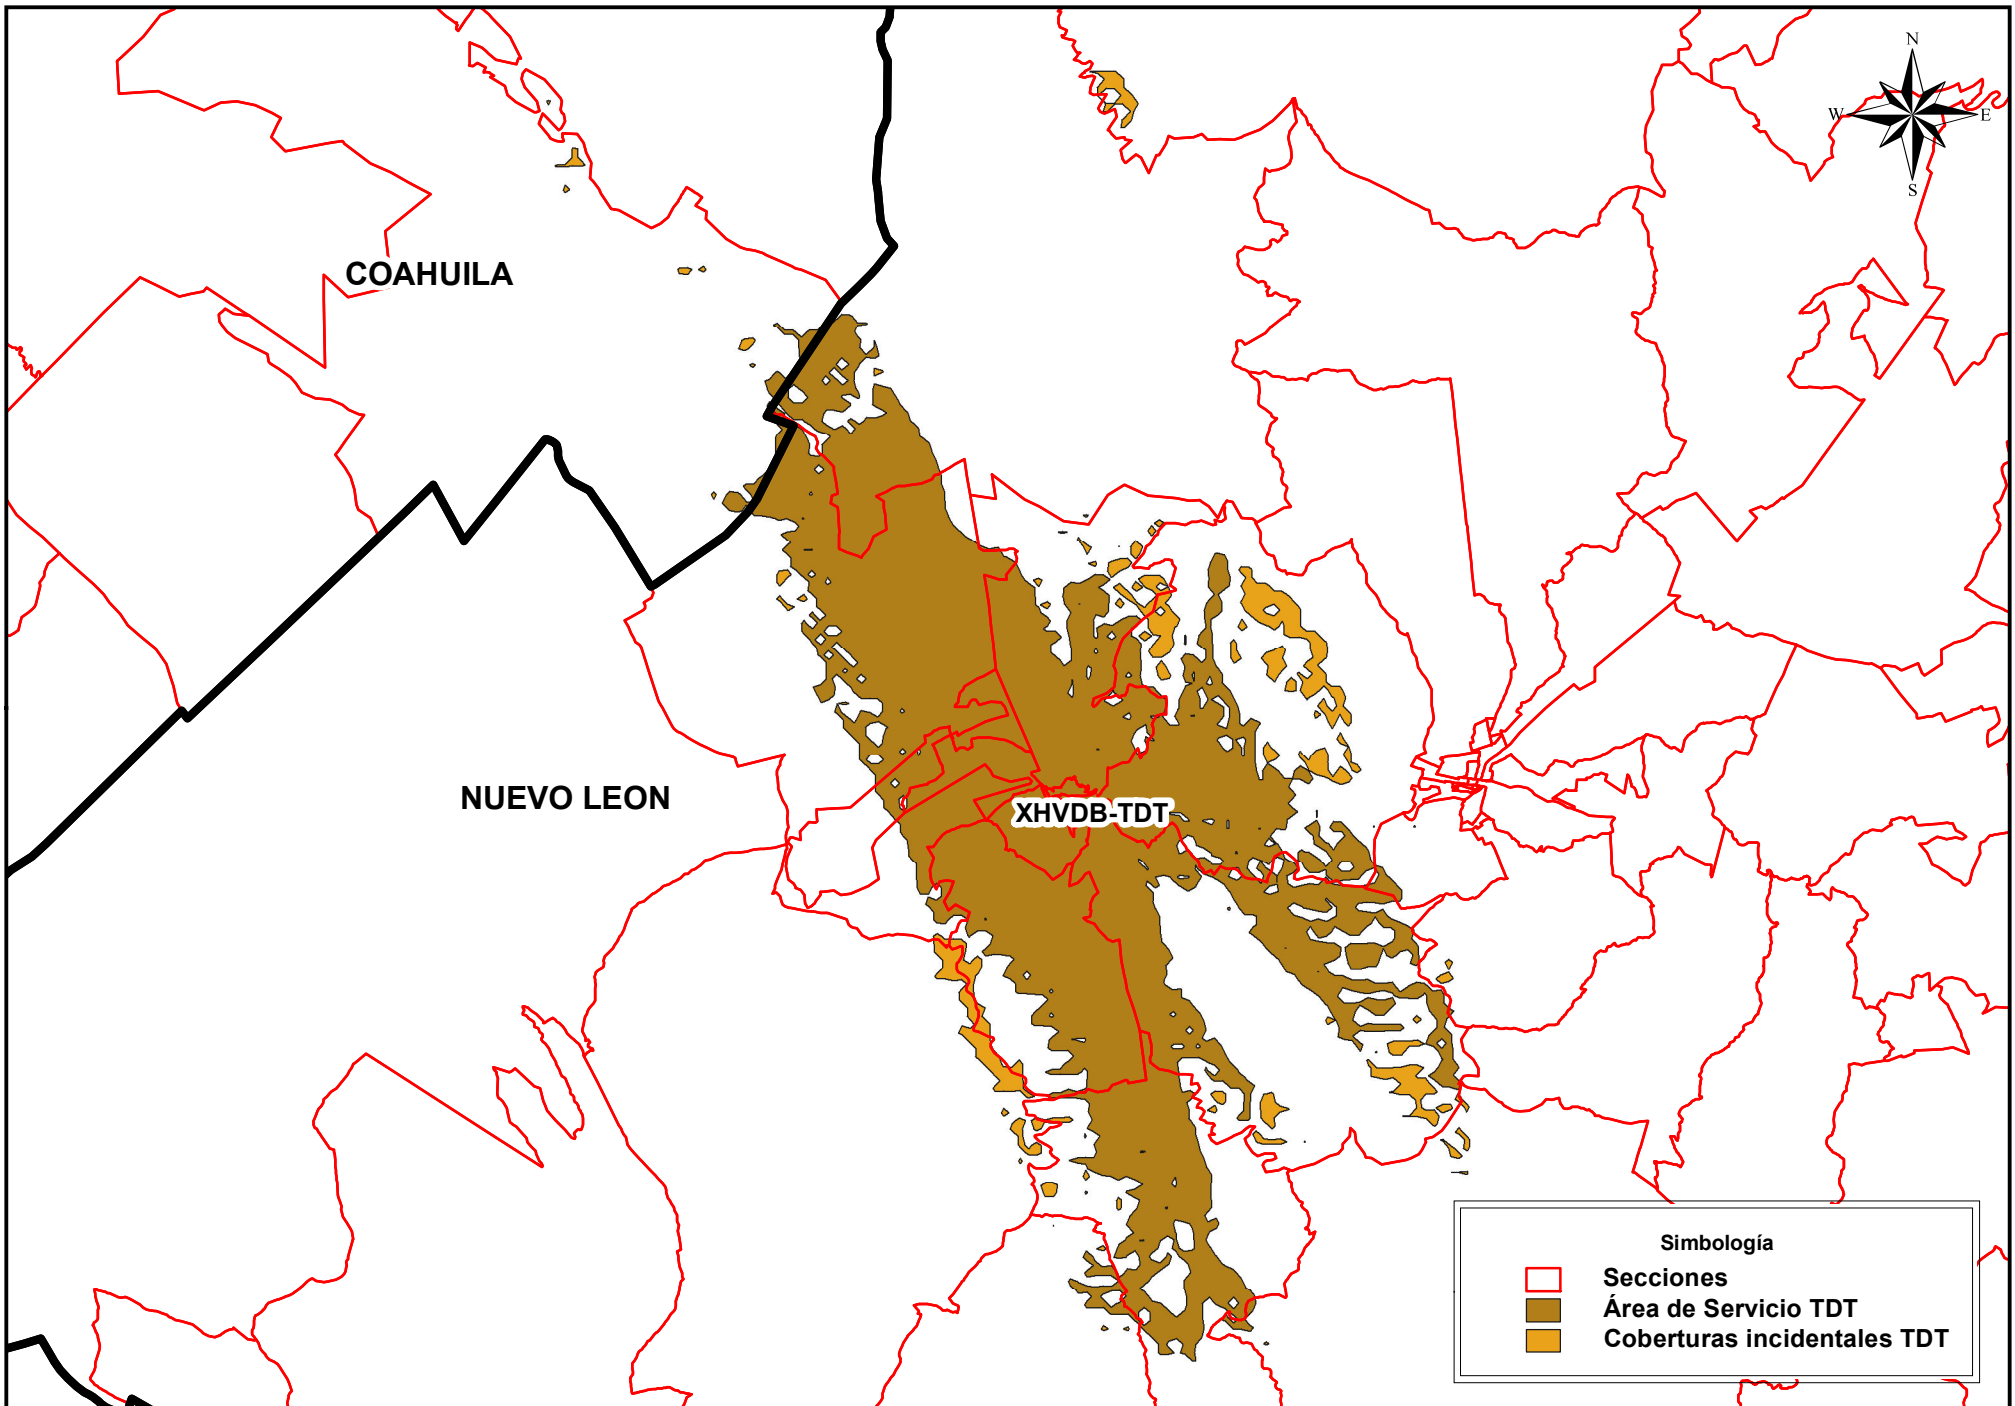 N
W E
S
COAHUILA
NUEVO LEON
XHVDB-TDT
Simbología
Secciones
Área de Servicio TDT
Coberturas incidentales TDT